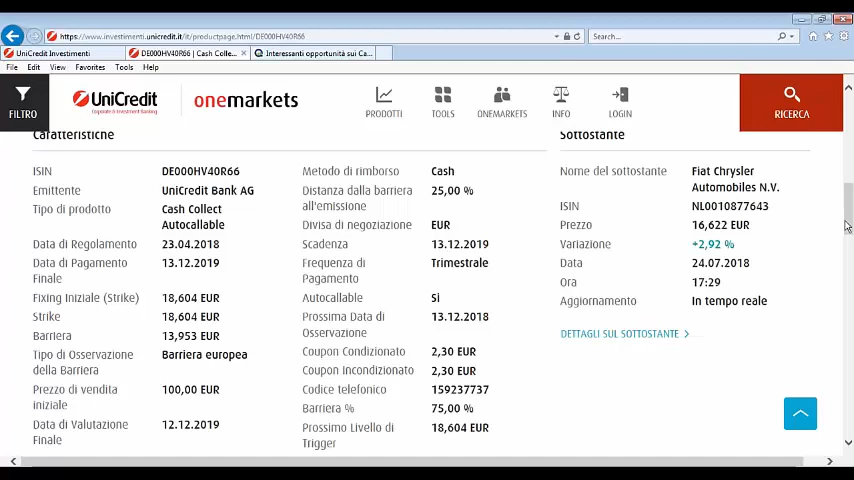 https://www.investimenti.unicredit.it/it/productpage.html/DE000HV40R66
Search...
UniCredit Investimenti
DE000HV40R66 | Cash Colle...
Interessanti opportunità sui Ca...
File Edit View Favorites Tools Help
FILTRO
UniCredit
Corporate & Investment Banking
onemarkets
PRODOTTI
TOOLS
ONEMARKETS
INFO
LOGIN
RICERCA
Caratteristiche
ISIN DE000HV40R66
Emittente UniCredit Bank AG
Tipo di prodotto Cash Collect
Autocallable
Data di Regolamento 23.04.2018
Data di Pagamento 13.12.2019
Finale
Fixing Iniziale (Strike) 18,604 EUR
Strike 18,604 EUR
Barriera 13,953 EUR
Tipo di Osservazione Barriera europea
della Barriera
Prezzo di vendita 100,00 EUR
iniziale
Data di Valutazione 12.12.2019
Finale
Metodo di rimborso Cash
Distanza dalla barriera 25,00 %
all'emissione
Divisa di negoziazione EUR
Scadenza 13.12.2019
Frequenza di Trimestrale
Pagamento
Autocallable Si
Prossima Data di 13.12.2018
Osservazione
Coupon Condizionato 2,30 EUR
Coupon Incondizionato 2,30 EUR
Codice telefonico 159237737
Barriera % 75,00 %
Prossimo Livello di 18,604 EUR
Trigger
Sottostante
Nome del sottostante Fiat Chrysler
Automobiles N.V.
ISIN NL0010877643
Prezzo 16,622 EUR
Variazione +2,92 %
Data 24.07.2018
Ora 17:29
Aggiornamento In tempo reale
DETTAGLI SUL SOTTOSTANTE